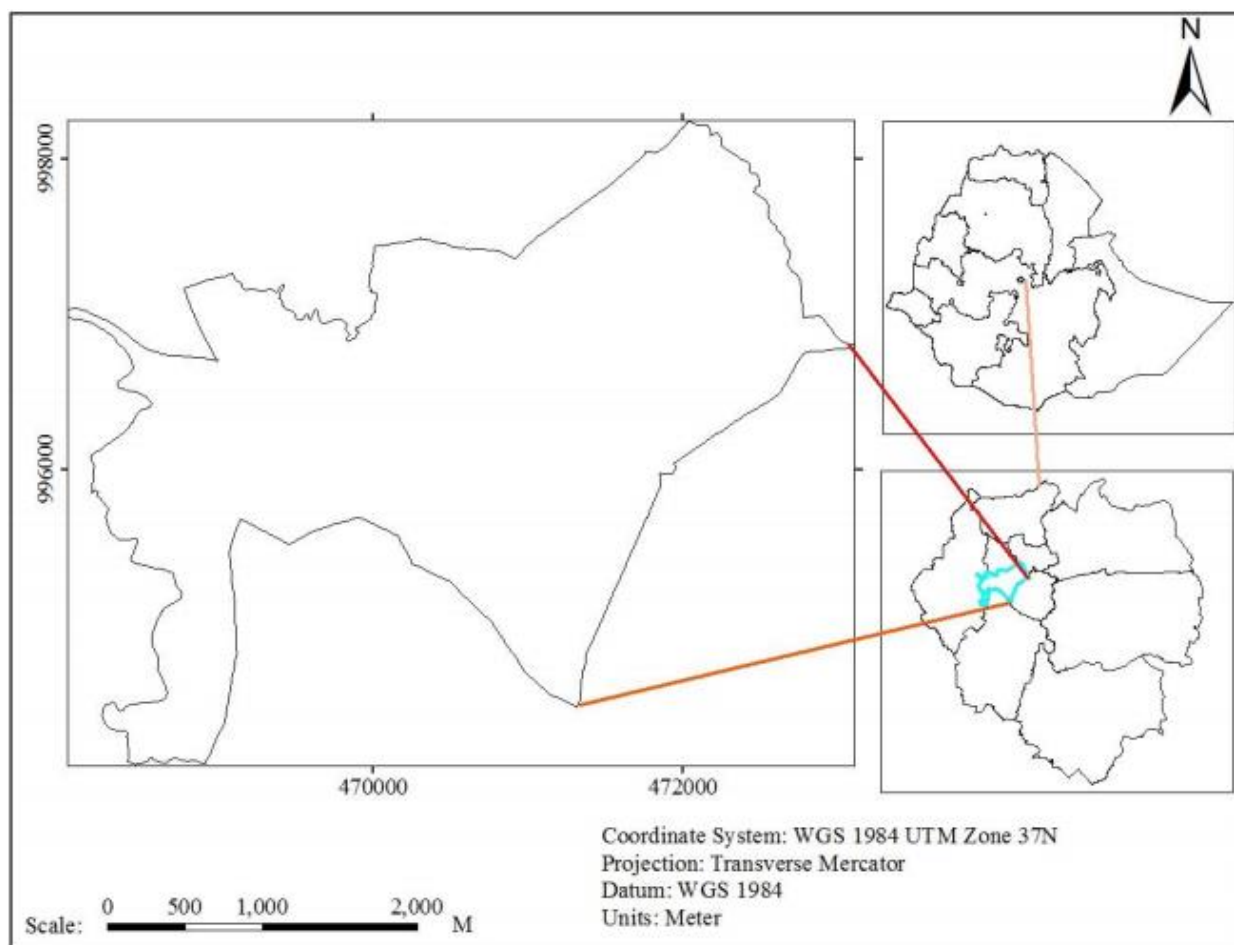 N
998000
996000
470000
472000
Coordinate System: WGS 1984 UTM Zone 37N
Projection: Transverse Mercator
Datum: WGS 1984
Units: Meter
0 500 1,000 2,000
Scale: M